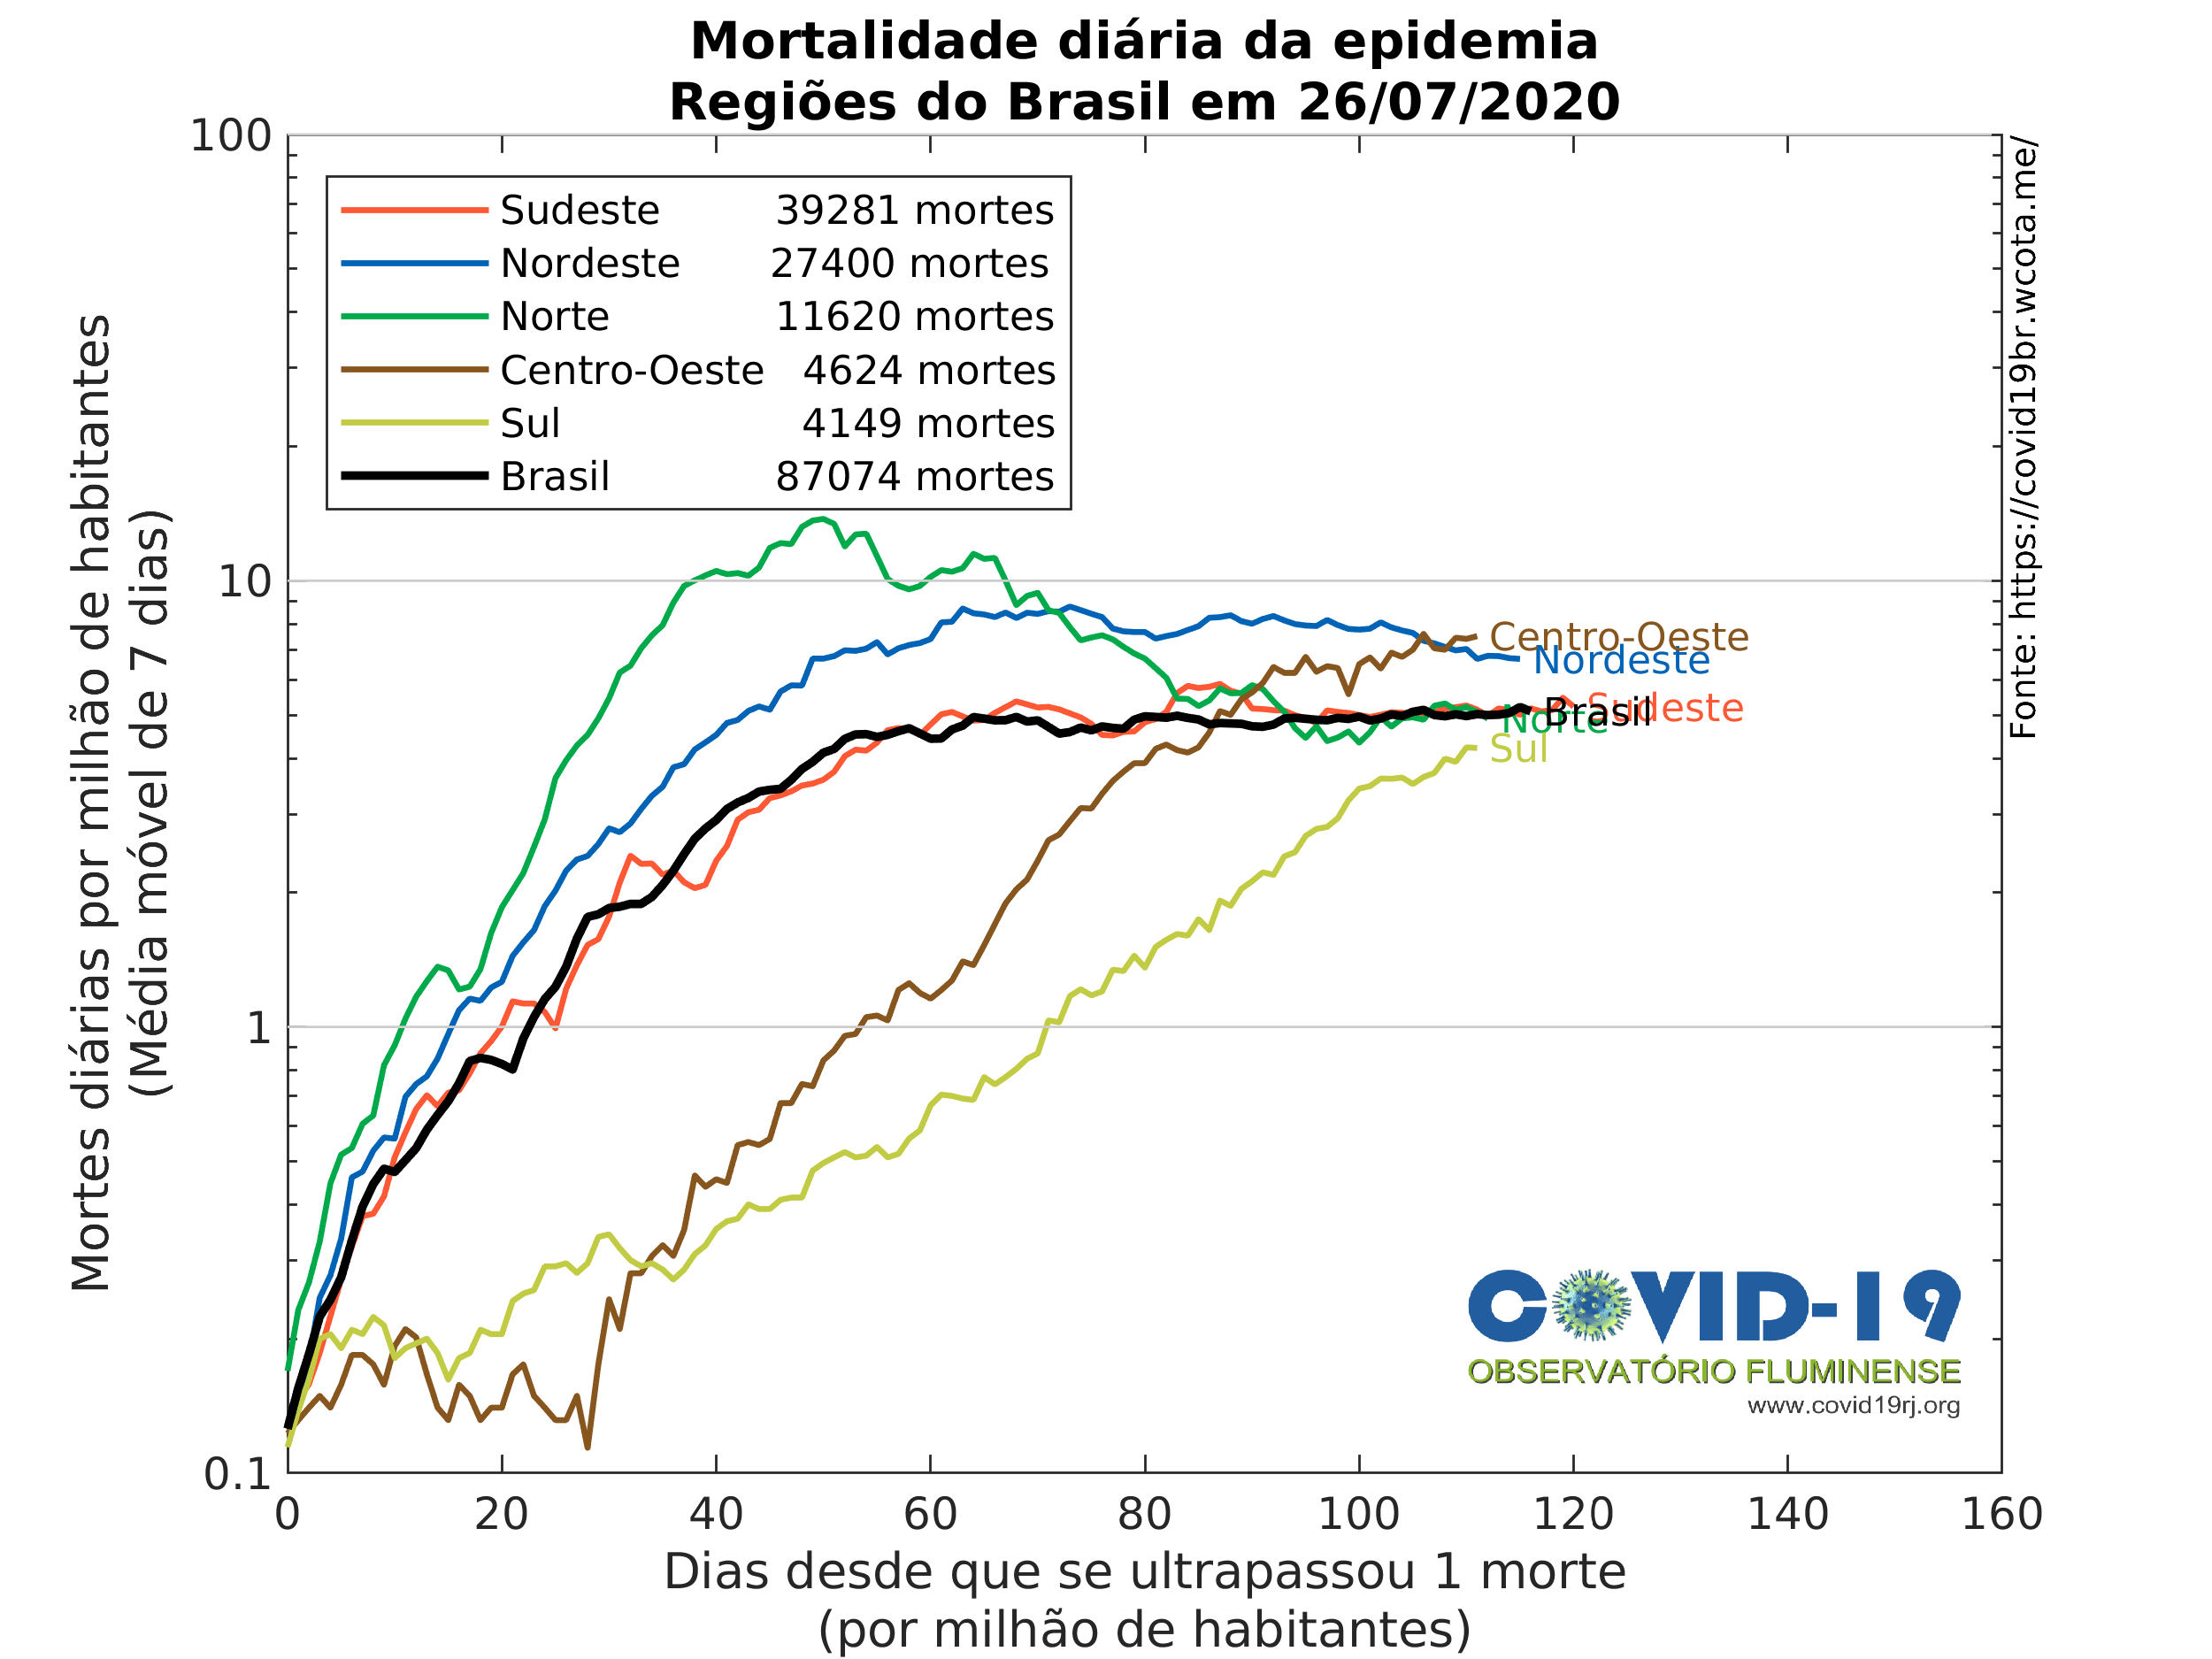 Mortalidade diária da epidemia
Regiões do Brasil em 26/07/2020
Mortes diárias por milhão de habitantes
(Média móvel de 7 dias)
100
10
1
0.1
Sudeste 39281 mortes
Nordeste 27400 mortes
Norte 11620 mortes
Centro-Oeste 4624 mortes
Sul 4149 mortes
Brasil 87074 mortes
Centro-Oeste
Nordeste
Sudeste
Brasil
Norte
Sul
Fonte: https://covid19br.wcota.me/
COVID-19
OBSERVATÓRIO FLUMINENSE
www.covid19rj.org
0 20 40 60 80 100 120 140 160
Dias desde que se ultrapassou 1 morte
(por milhão de habitantes)